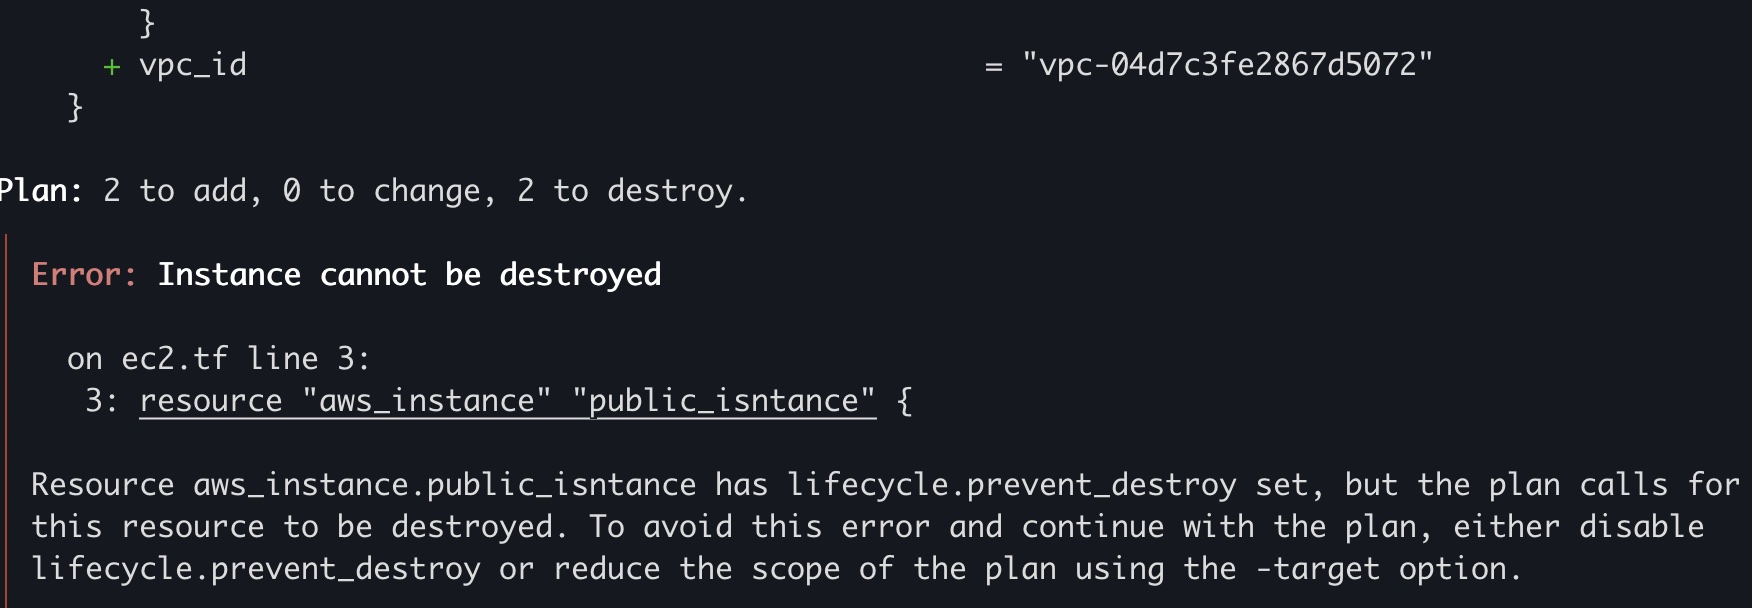 }
+ vpc_id = "vpc-04d7c3fe2867d5072"
}
Plan: 2 to add, 0 to change, 2 to destroy.
Error: Instance cannot be destroyed
on ec2.tf line 3:
3: resource "aws_instance" "public_isntance" {
Resource aws_instance.public_isntance has lifecycle.prevent_destroy set, but the plan calls for
this resource to be destroyed. To avoid this error and continue with the plan, either disable
lifecycle.prevent_destroy or reduce the scope of the plan using the -target option.